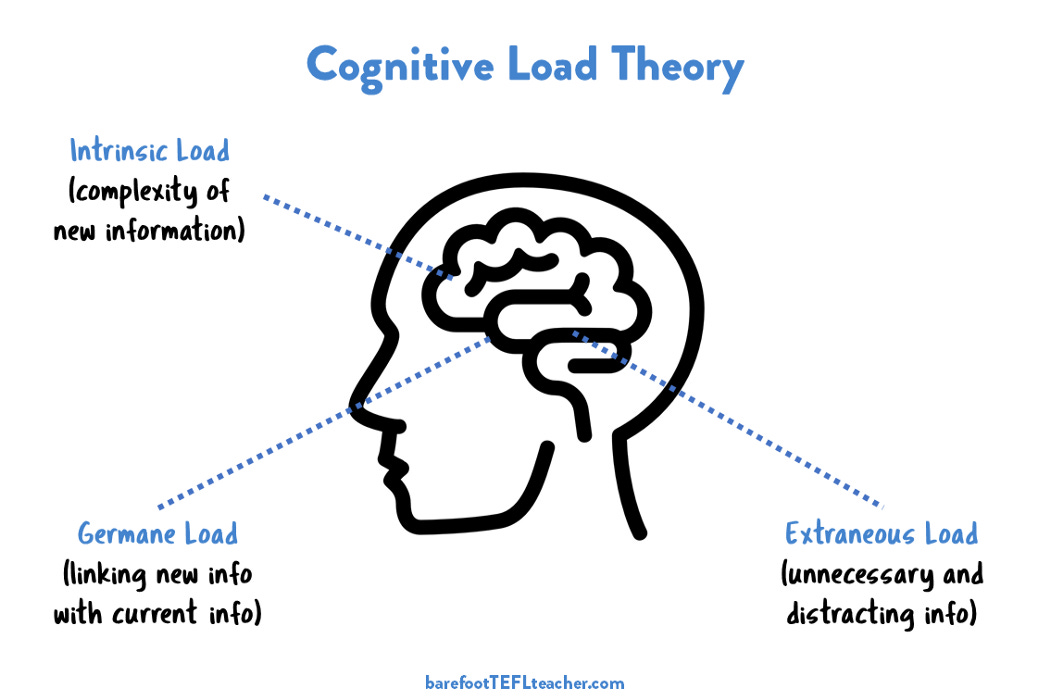 Cognitive Load Theory
Intrinsic Load
(complexity of
new information)
Germane Load
(linking new info
with current info)
Extraneous Load
(unnecessary and
distracting info)
barefootTEFLteacher.com